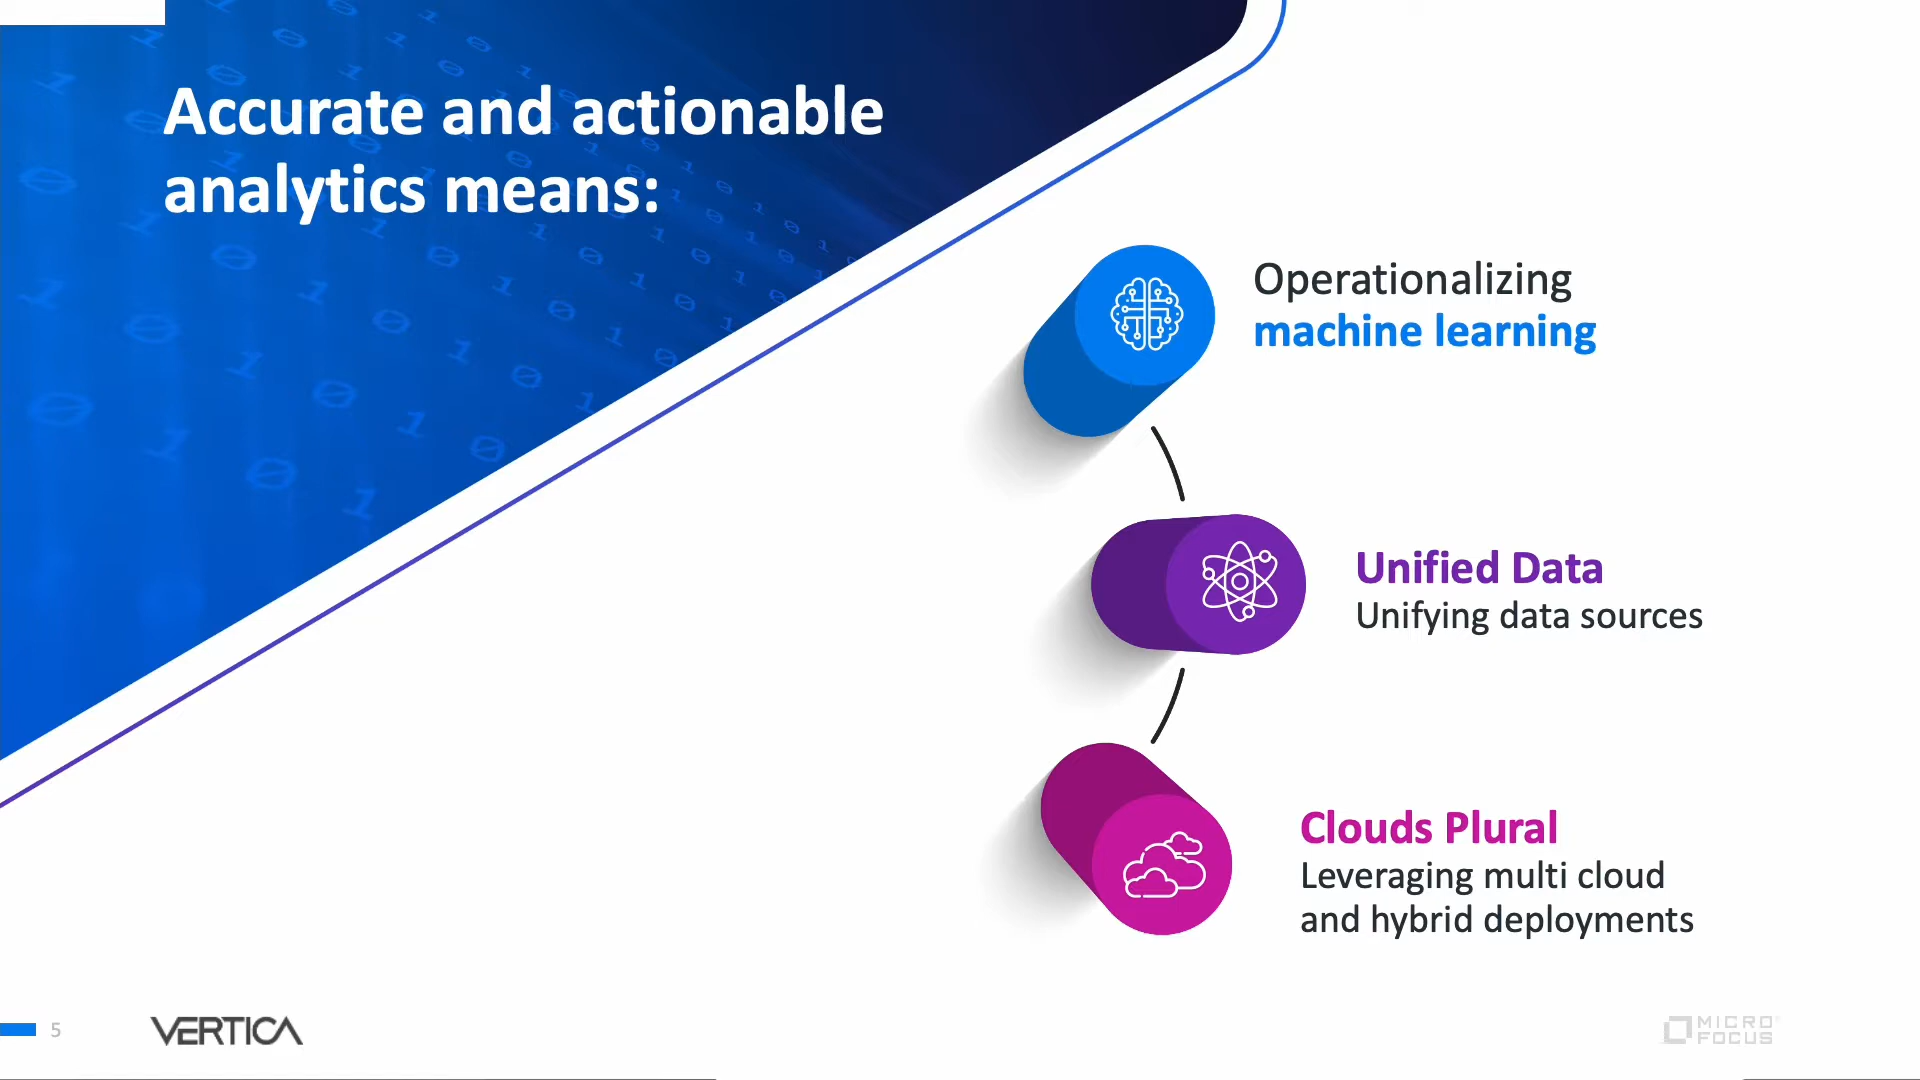 Accurate and actionable
analytics means:
Operationalizing
machine learning
Unified Data
Unifying data sources
Clouds Plural
Leveraging multi cloud
and hybrid deployments
5
VERTICA
MICRO
FOCUS